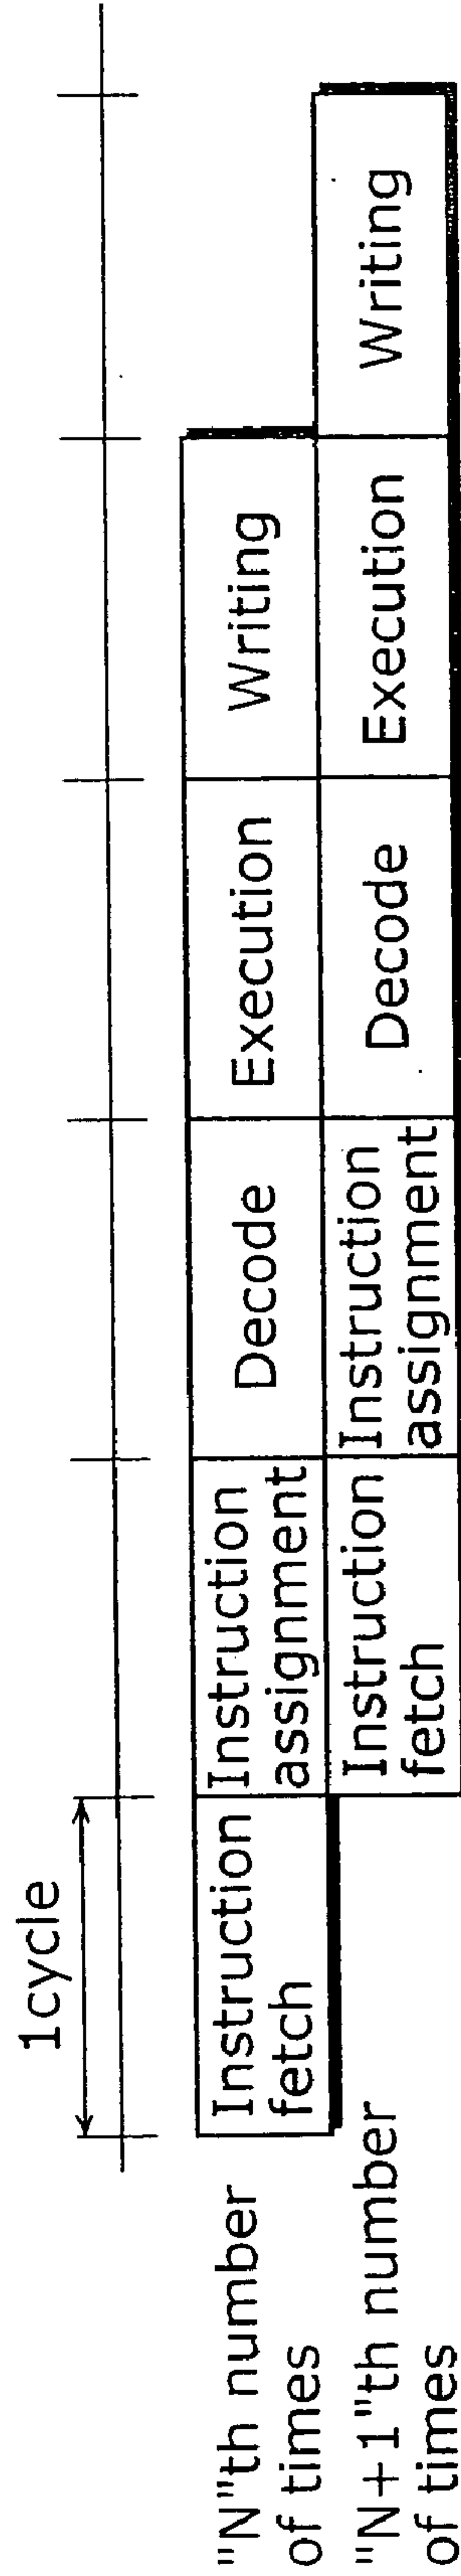 1cycle
"N"th number
of times
Instruction
fetch
Instruction
assignment
Decode
Execution
Writing
"N+1"th number
of times
Instruction
fetch
Instruction
assignment
Decode
Execution
Writing